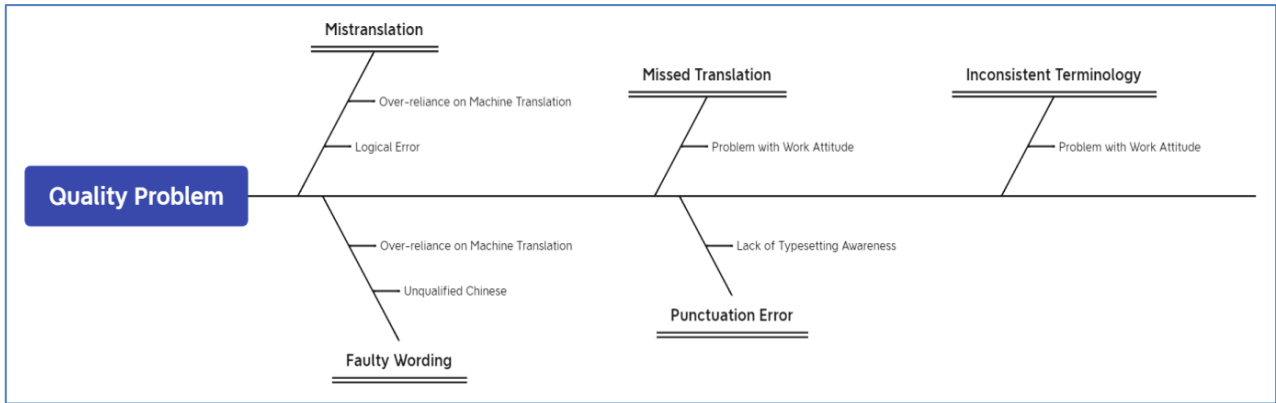 Mistranslation
Over-reliance on Machine Translation
Logical Error
Missed Translation
Problem with Work Attitude
Inconsistent Terminology
Problem with Work Attitude
Quality Problem
Over-reliance on Machine Translation
Unqualified Chinese
Faulty Wording
Lack of Typesetting Awareness
Punctuation Error